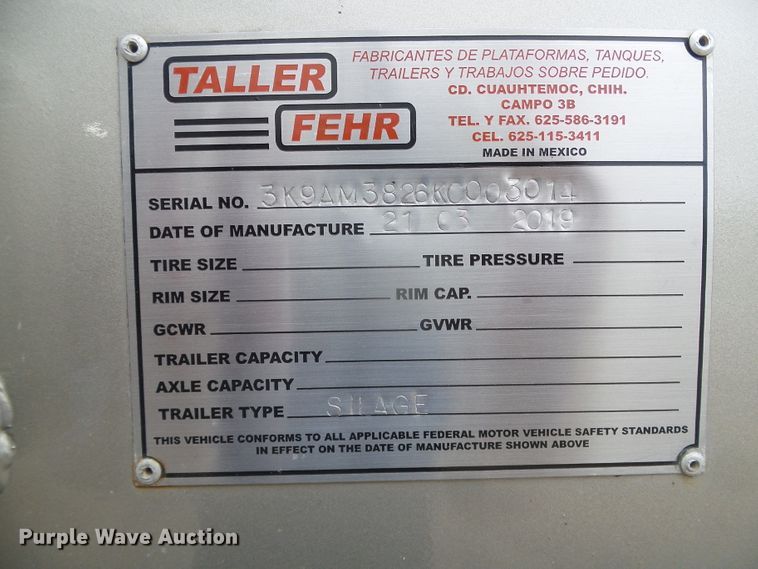 TALLER
FEHR
FABRICANTES DE PLATAFORMAS, TANQUES,
TRAILERS Y TRABAJOS SOBRE PEDIDO.
CD. CUAUHTEMOC, CHIH.
CAMPO 3B
TEL. Y FAX. 625-586-3191
CEL. 625-115-3411
MADE IN MEXICO
SERIAL NO. 3K9AM3826KC003014
DATE OF MANUFACTURE 21 03 2019
TIRE SIZE TIRE PRESSURE
RIM SIZE RIM CAP.
GCWR GVWR
TRAILER CAPACITY
AXLE CAPACITY
TRAILER TYPE SILAGE
THIS VEHICLE CONFORMS TO ALL APPLICABLE FEDERAL MOTOR VEHICLE SAFETY STANDARDS
IN EFFECT ON THE DATE OF MANUFACTURE SHOWN ABOVE
Purple Wave Auction